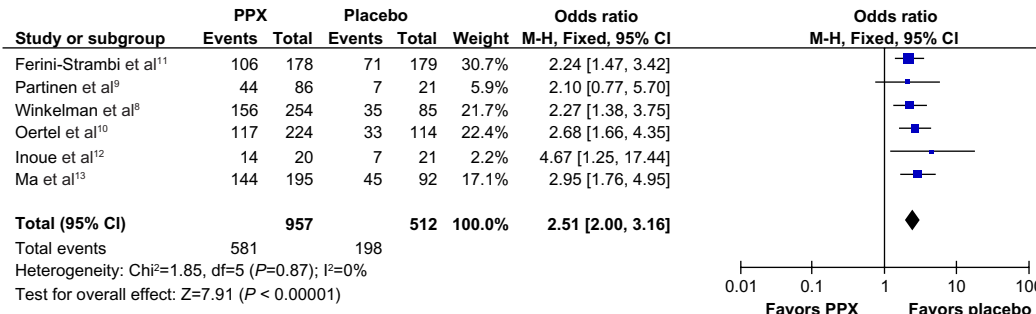 PPX Placebo Odds ratio Odds ratio
Study or subgroup Events Total Events Total Weight M-H, Fixed, 95% CI M-H, Fixed, 95% CI
Ferini-Strambi et al¹¹ 106 178 71 179 30.7% 2.24 [1.47, 3.42]
Partinen et al⁹ 44 86 7 21 5.9% 2.10 [0.77, 5.70]
Winkelman et al⁸ 156 254 35 85 21.7% 2.27 [1.38, 3.75]
Oertel et al¹⁰ 117 224 33 114 22.4% 2.68 [1.66, 4.35]
Inoue et al¹² 14 20 7 21 2.2% 4.67 [1.25, 17.44]
Ma et al¹³ 144 195 45 92 17.1% 2.95 [1.76, 4.95]
Total (95% CI) 957 512 100.0% 2.51 [2.00, 3.16]
Total events 581 198
Heterogeneity: Chi²=1.85, df=5 (P=0.87); I²=0%
Test for overall effect: Z=7.91 (P < 0.00001)
0.01 0.1 1 10 100
Favors PPX Favors placebo